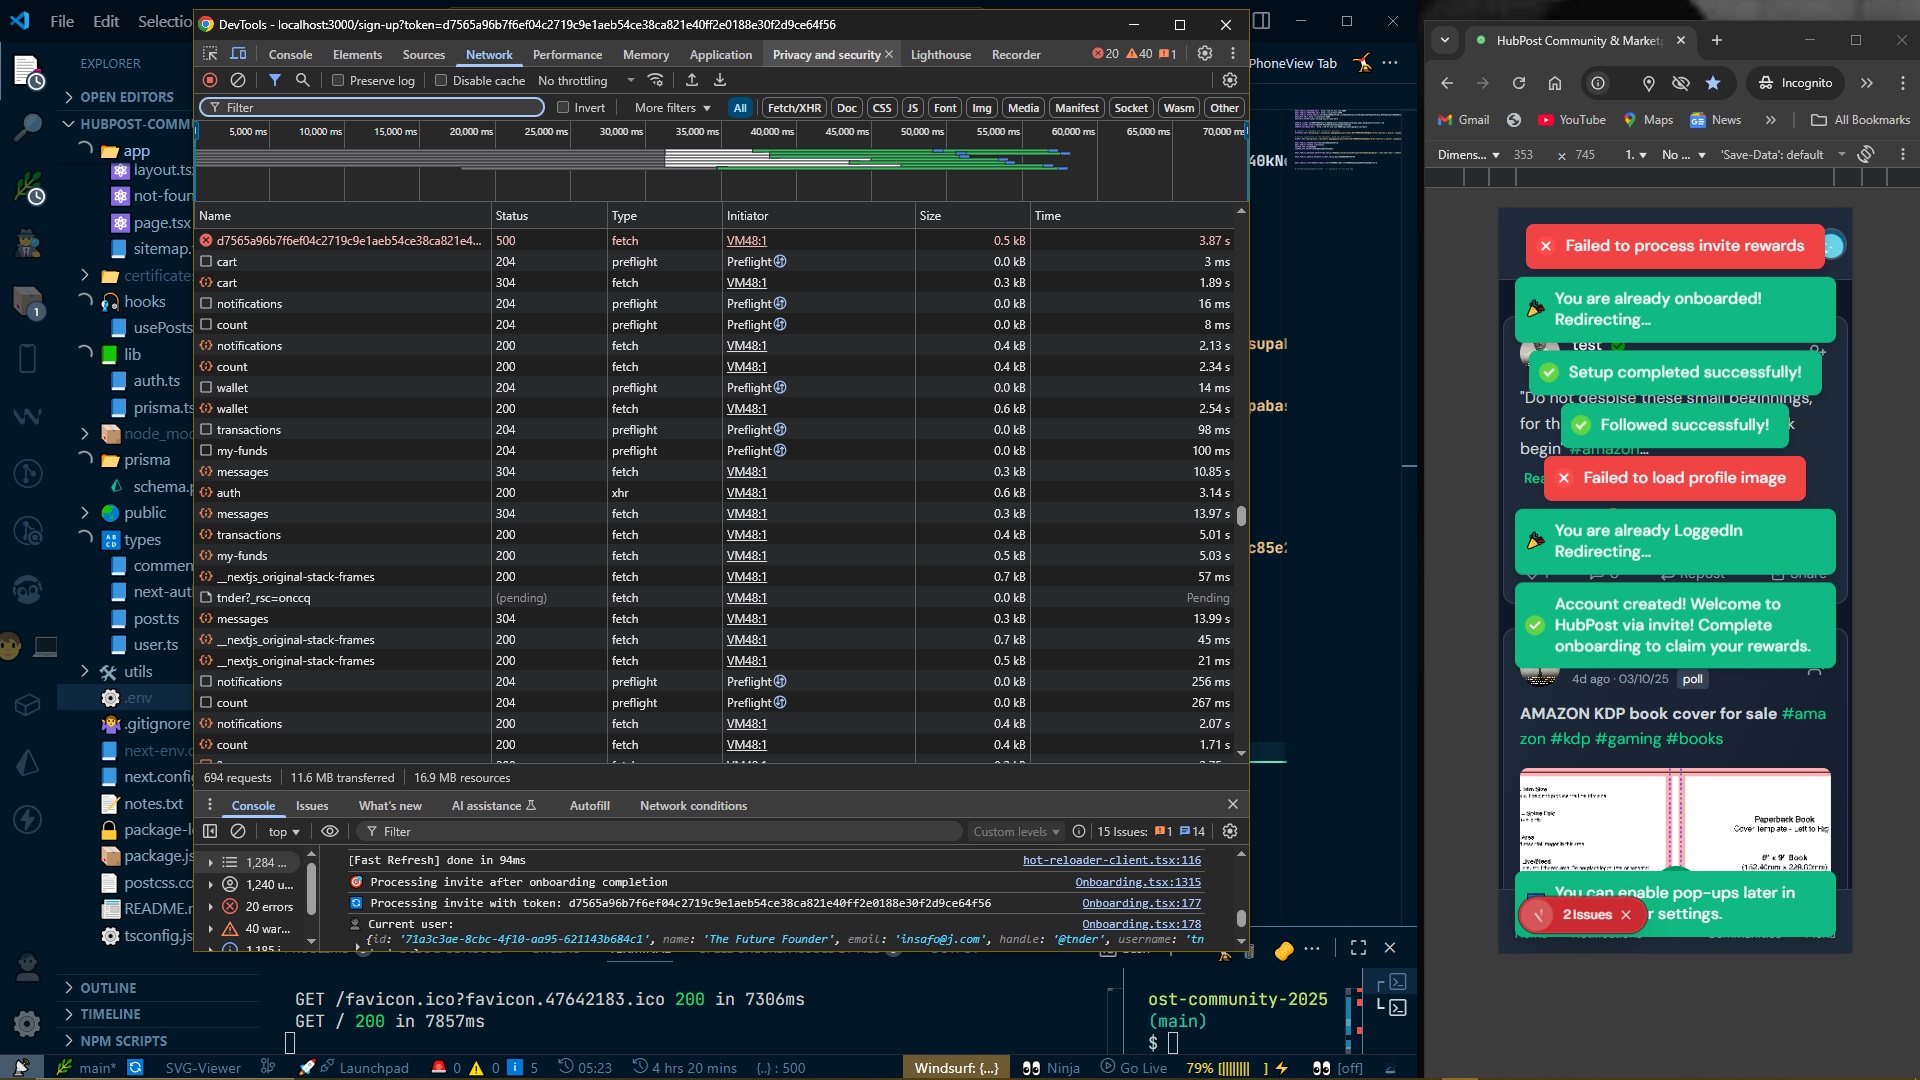 File Edit Selection
EXPLORER
OPEN EDITORS
HUBPOST-COMM
app
layout.ts
not-foun
page.tsx
sitemap.
certificate
hooks
usePosts
lib
auth.ts
prisma.ts
node_mod
prisma
schema.p
public
types
commen
next-aut
post.ts
user.ts
utils
.env
.gitignore
next-env.d
next.config
notes.txt
package-l
package.js
postcss.co
README.m
tsconfig.js
OUTLINE
TIMELINE
NPM SCRIPTS
DevTools - localhost:3000/sign-up?token=d7565a96b7f6ef04c2719c9e1aeb54ce38ca821e40ff2e0188e30f2d9ce64f56
Console Elements Sources Network Performance Memory Application Privacy and security Lighthouse Recorder 20 40 1
Preserve log Disable cache No throttling
Filter Invert More filters All Fetch/XHR Doc CSS JS Font Img Media Manifest Socket Wasm Other
5,000 ms 10,000 ms 15,000 ms 20,000 ms 25,000 ms 30,000 ms 35,000 ms 40,000 ms 45,000 ms 50,000 ms 55,000 ms 60,000 ms 65,000 ms 70,000 m
Name Status Type Initiator Size Time
d7565a96b7f6ef04c2719c9e1aeb54ce38ca821e4... 500 fetch VM48:1 0.5 kB 3.87 s
cart 204 preflight Preflight 0.0 kB 3 ms
cart 304 fetch VM48:1 0.3 kB 1.89 s
notifications 204 preflight Preflight 0.0 kB 16 ms
count 204 preflight Preflight 0.0 kB 8 ms
notifications 200 fetch VM48:1 0.4 kB 2.13 s
count 200 fetch VM48:1 0.4 kB 2.34 s
wallet 204 preflight Preflight 0.0 kB 14 ms
wallet 200 fetch VM48:1 0.6 kB 2.54 s
transactions 204 preflight Preflight 0.0 kB 98 ms
my-funds 204 preflight Preflight 0.0 kB 100 ms
messages 304 fetch VM48:1 0.3 kB 10.85 s
auth 200 xhr VM48:1 0.6 kB 3.14 s
messages 304 fetch VM48:1 0.3 kB 13.97 s
transactions 200 fetch VM48:1 0.4 kB 5.01 s
my-funds 200 fetch VM48:1 0.5 kB 5.03 s
__nextjs_original-stack-frames 200 fetch VM48:1 0.7 kB 57 ms
tnder?_rsc=onccq (pending) fetch VM48:1 0.0 kB Pending
messages 304 fetch VM48:1 0.3 kB 13.99 s
__nextjs_original-stack-frames 200 fetch VM48:1 0.7 kB 45 ms
__nextjs_original-stack-frames 200 fetch VM48:1 0.5 kB 21 ms
notifications 204 preflight Preflight 0.0 kB 256 ms
count 204 preflight Preflight 0.0 kB 267 ms
notifications 200 fetch VM48:1 0.4 kB 2.07 s
count 200 fetch VM48:1 0.4 kB 1.71 s
694 requests 11.6 MB transferred 16.9 MB resources
Console Issues What's new AI assistance Autofill Network conditions
top Filter Custom levels 15 Issues: 1 14
1,284 ...
1,240 u...
20 errors
40 war...
[Fast Refresh] done in 94ms hot-reloader-client.tsx:116
Processing invite after onboarding completion Onboarding.tsx:1315
Processing invite with token: d7565a96b7f6ef04c2719c9e1aeb54ce38ca821e40ff2e0188e30f2d9ce64f56 Onboarding.tsx:177
Current user: Onboarding.tsx:178
{id: '71a3c3ae-8cbc-4f10-aa95-621143b684c1', name: 'The Future Founder', email: 'insafo@j.com', handle: '@tnder', username: 'tn
GET /favicon.ico?favicon.47642183.ico 200 in 7306ms
GET / 200 in 7857ms
ost-community-2025
(main)
$
main* SVG-Viewer Launchpad 0 0 5 05:23 4 hrs 20 mins {..} : 500 Windsurf: {...} Ninja Go Live 79% [off]
PhoneView Tab
40kN
supa
pabas
c85e
HubPost Community & Market
Incognito
Gmail YouTube Maps News All Bookmarks
Dimens... 353 x 745 1. No ... 'Save-Data': default
Failed to process invite rewards
You are already onboarded!
Redirecting...
test
Setup completed successfully!
"Do not despise these small beginnings,
for th
Followed successfully!
k
begin" #amazon...
Rea
Failed to load profile image
You are already LoggedIn
Redirecting...
Repost Share
Account created! Welcome to
HubPost via invite! Complete
onboarding to claim your rewards.
4d ago · 03/10/25 poll
AMAZON KDP book cover for sale #ama
zon #kdp #gaming #books
Paperback Book
Cover Template - Left to Rig
You can enable pop-ups later in
r settings.
2 Issues